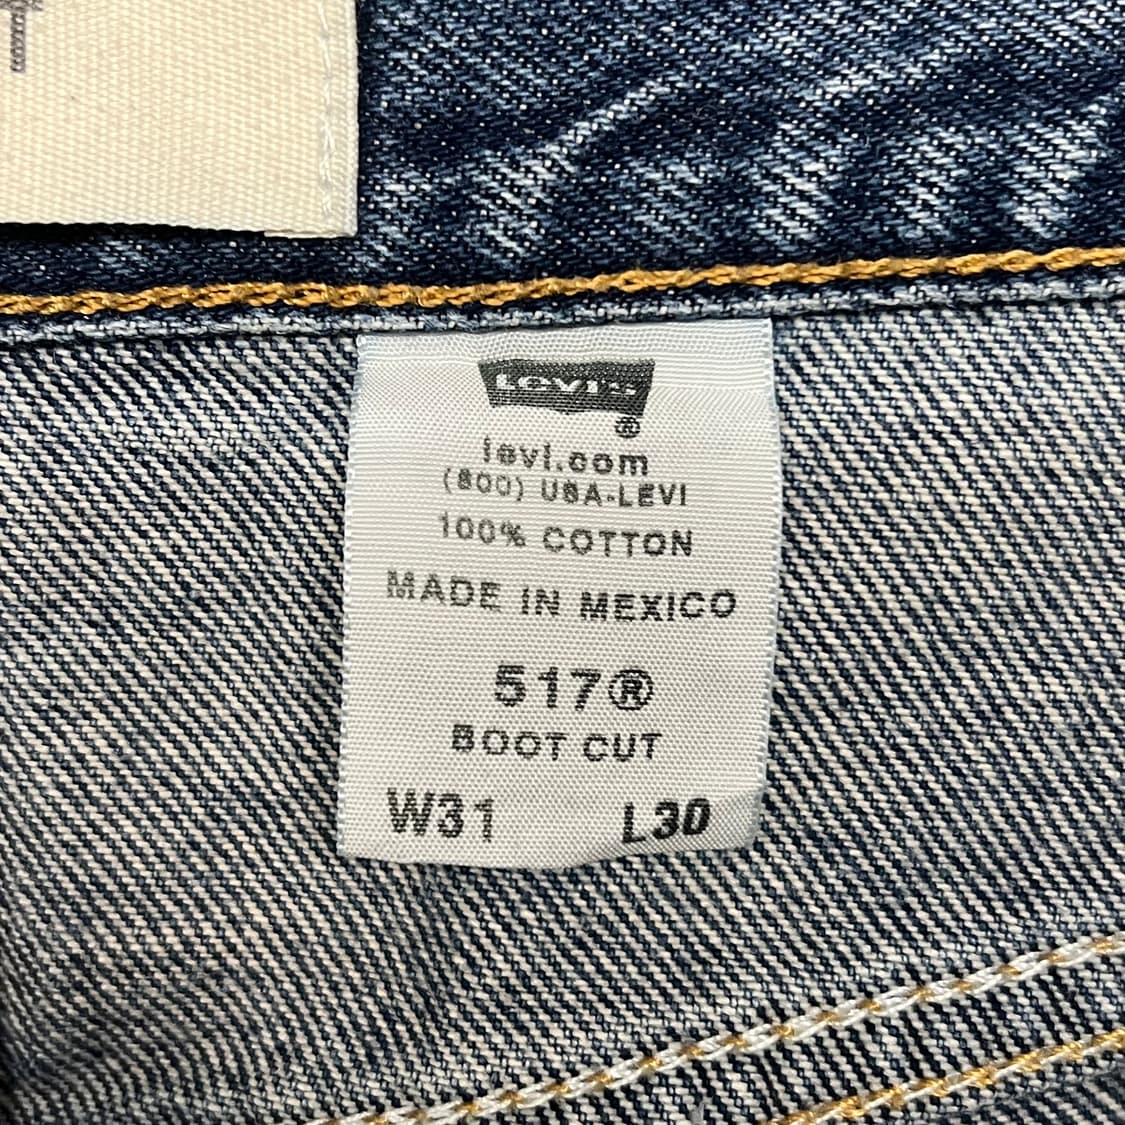 Levi's
®
levi.com
(800) USA-LEVI
100% COTTON
MADE IN MEXICO
517®
BOOT CUT
W31 L30